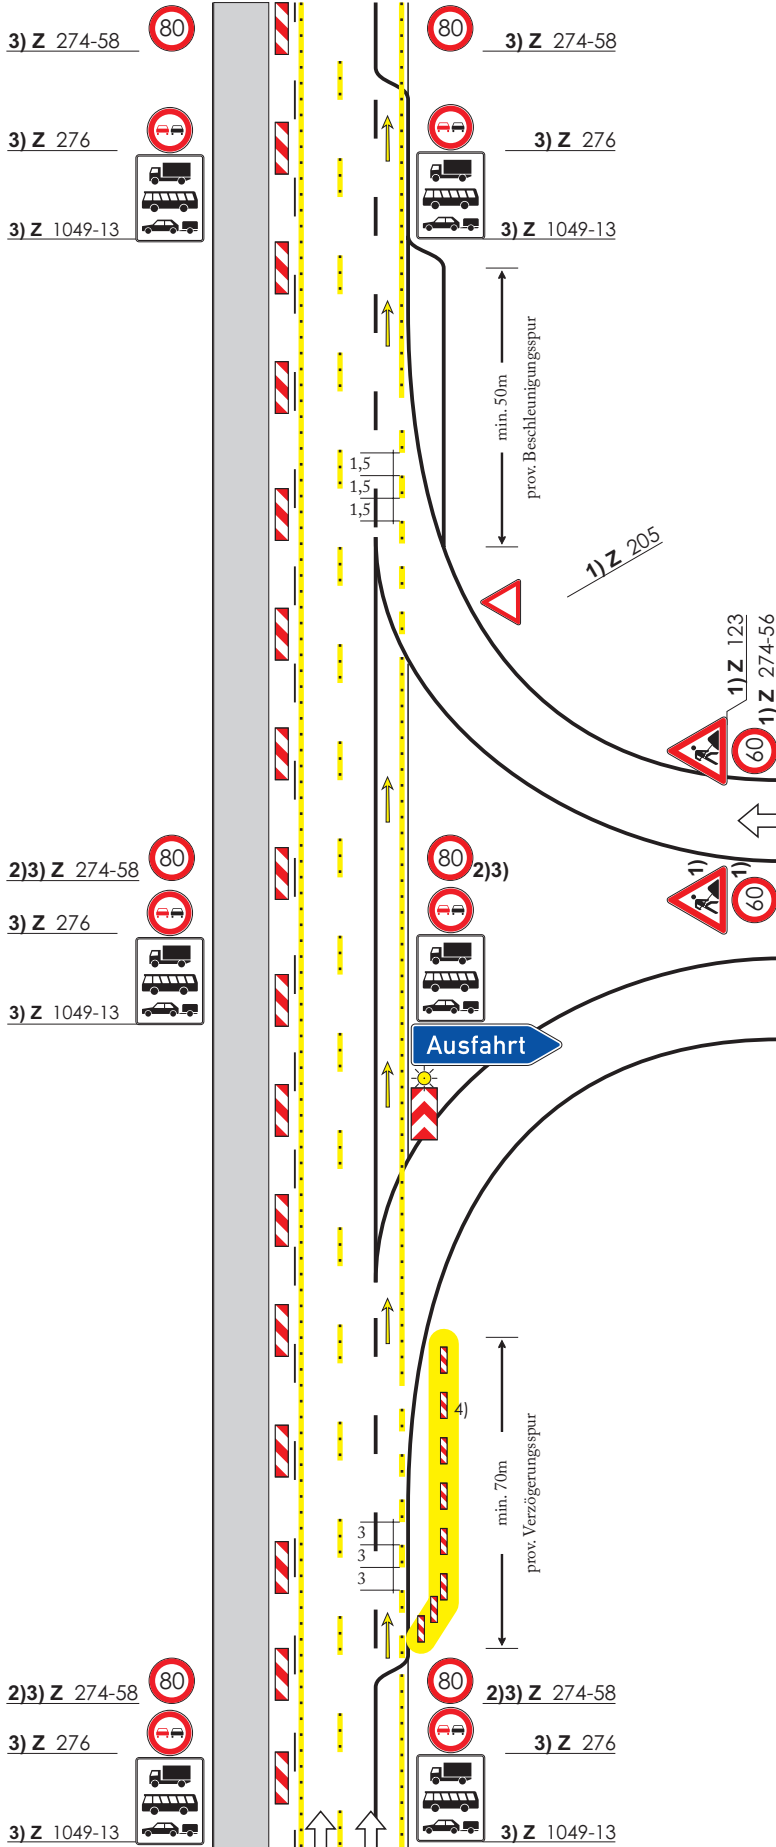 80
80
3) Z 274-58
3) Z 274-58
3) Z 276
3) Z 276
3) Z 1049-13
3) Z 1049-13
min. 50m
prov. Beschleunigungsspur
1,5
1,5
1,5
1) Z 205
1) Z 123
1) Z 274-56
60
80
80
2)3) Z 274-58
2)3)
1)
1)
60
3) Z 276
3) Z 1049-13
Ausfahrt
4)
min. 70m
prov. Verzögerungsspur
3
3
3
80
80
2)3) Z 274-58
2)3) Z 274-58
3) Z 276
3) Z 276
3) Z 1049-13
3) Z 1049-13